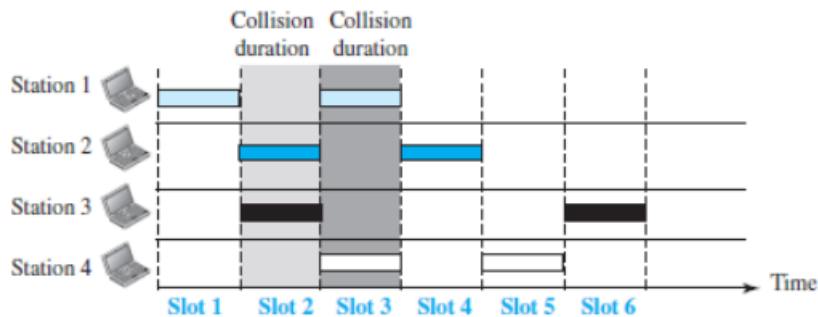 Collision Collision
duration duration
Station 1
Station 2
Station 3
Station 4
Time
Slot 1 Slot 2 Slot 3 Slot 4 Slot 5 Slot 6